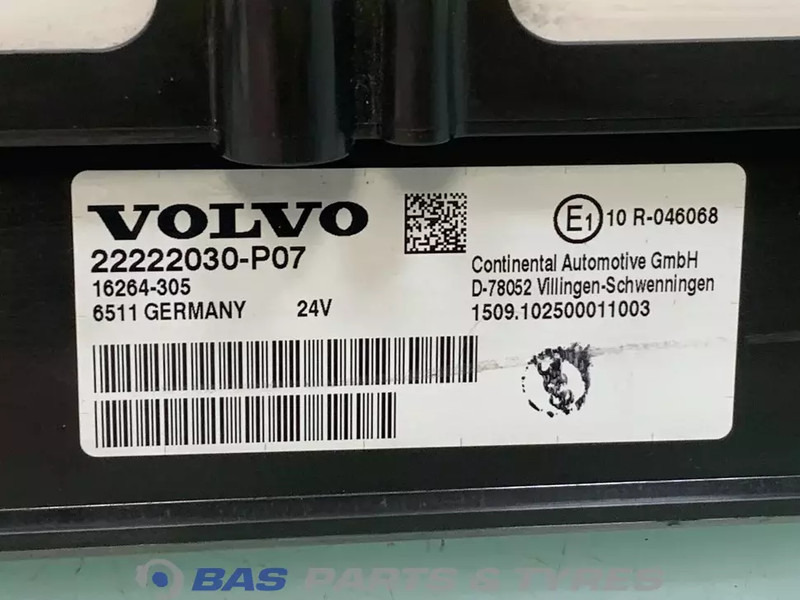 VOLVO
22222030-P07
16264-305
6511 GERMANY 24V
E1 10 R-046068
Continental Automotive GmbH
D-78052 Villingen-Schwenningen
1509.102500011003
BAS PARTS & TYRES